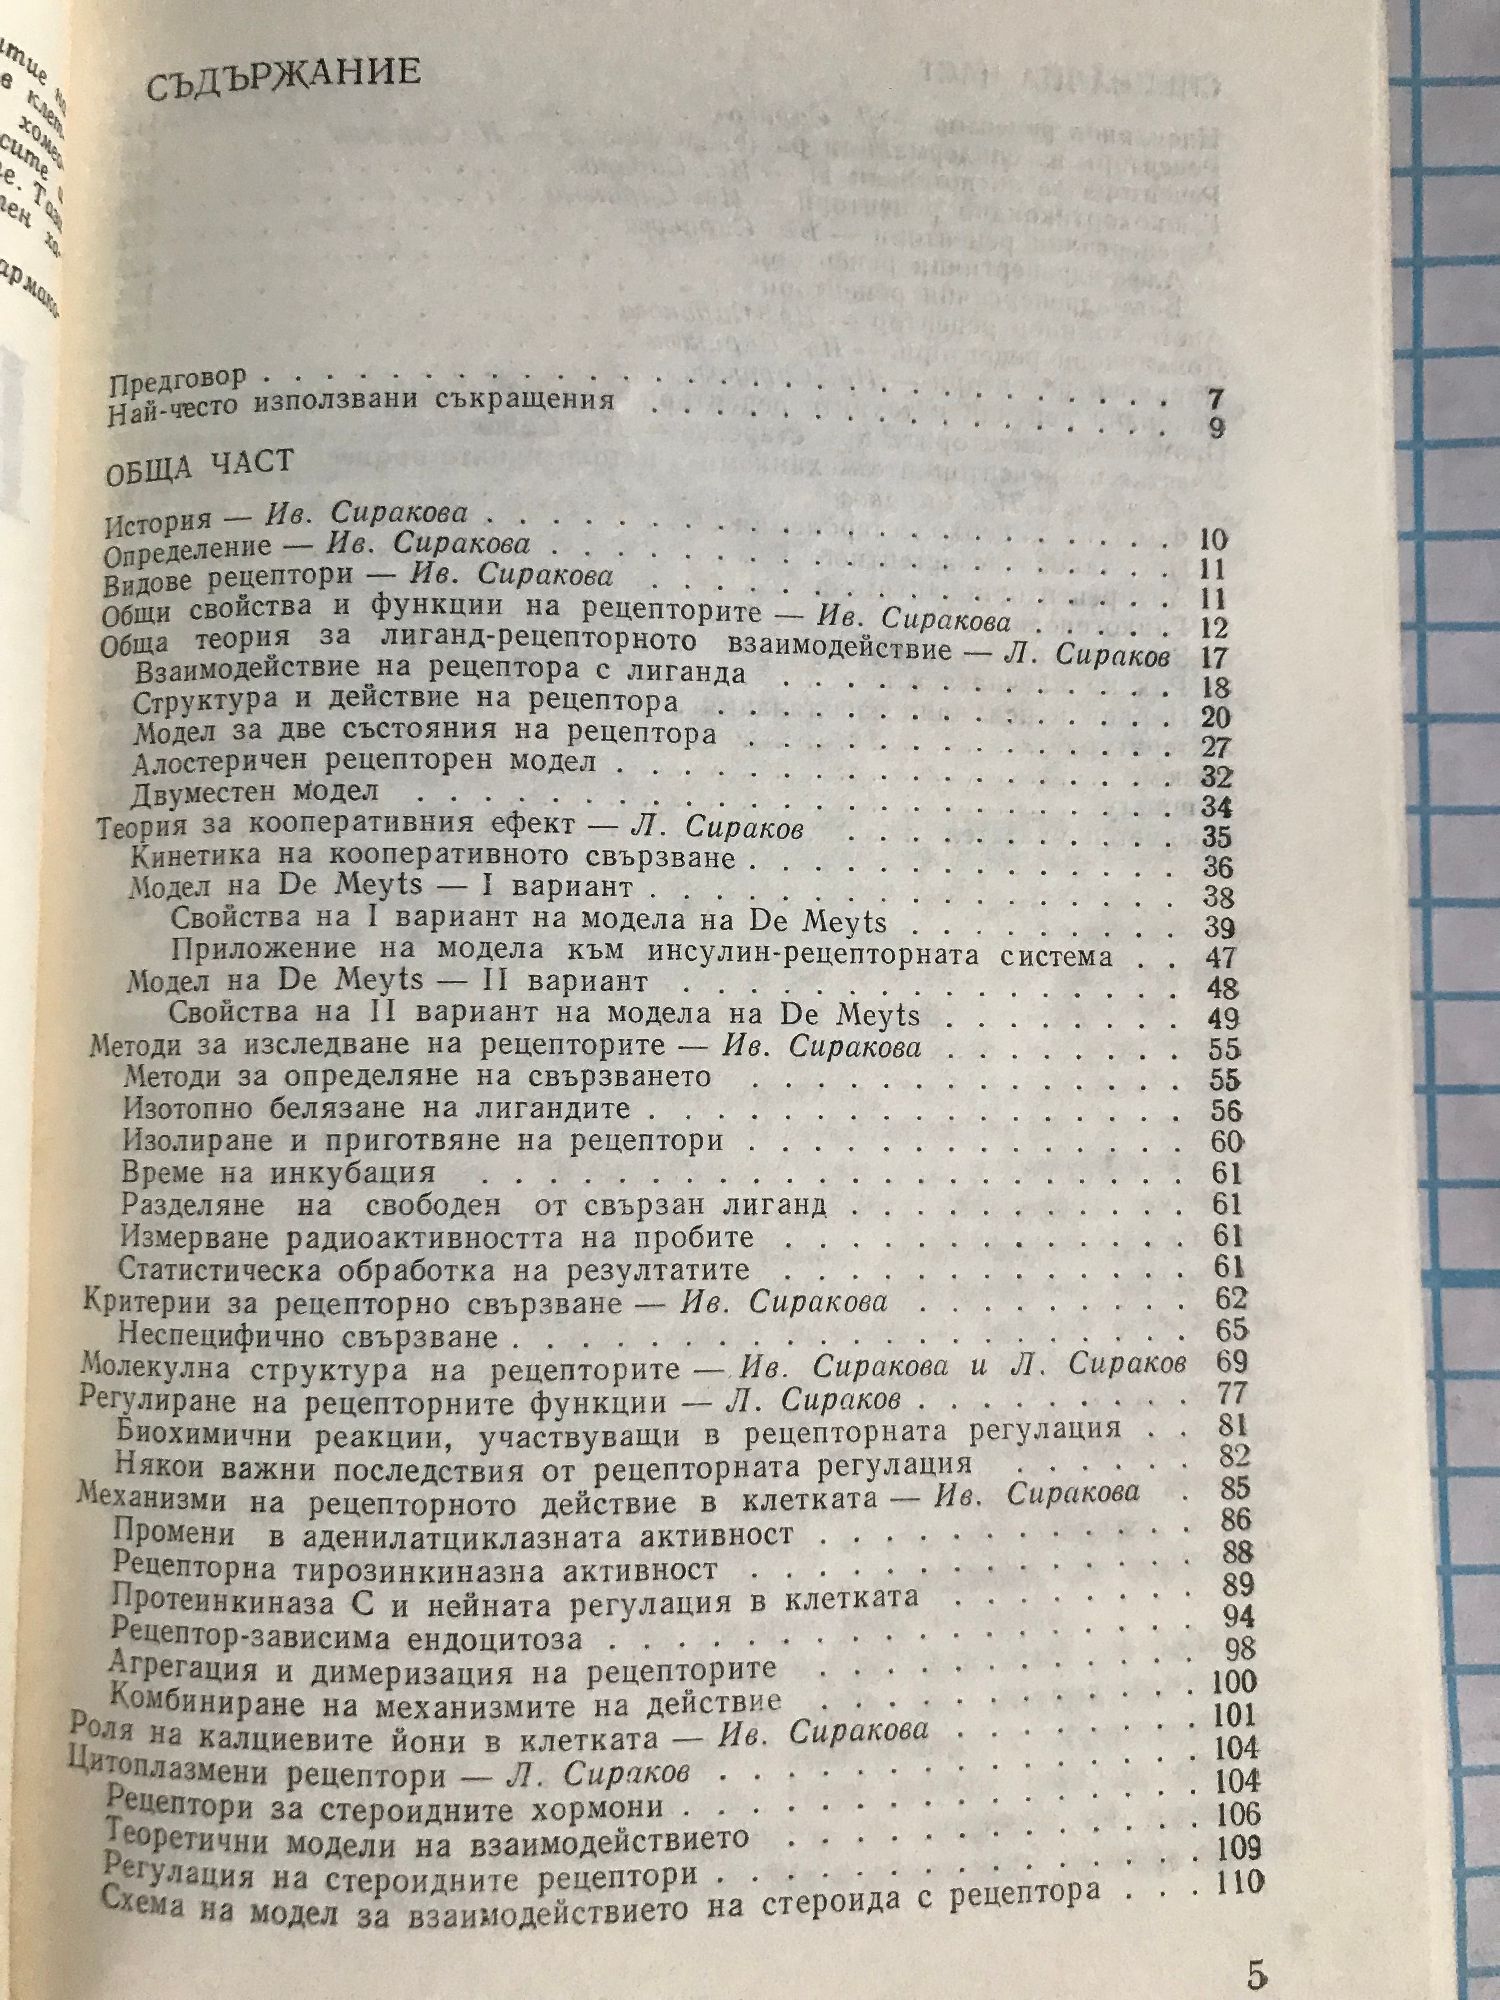 СЪДЪРЖАНИЕ
Предговор . . . . . . . . . . . . . . . . . . . . 7
Най-често използвани съкращения . . . . . . . . . . . . 9
ОБЩА ЧАСТ
История — Ив. Сиракова . . . . . . . . . . . . . . . 10
Определение — Ив. Сиракова . . . . . . . . . . . . . . 11
Видове рецептори — Ив. Сиракова . . . . . . . . . . . . 11
Общи свойства и функции на рецепторите — Ив. Сиракова . . . . . 12
Обща теория за лиганд-рецепторното взаимодействие — Л. Сираков 17
Взаимодействие на рецептора с лиганда . . . . . . . . . . 18
Структура и действие на рецептора . . . . . . . . . . . 20
Модел за две състояния на рецептора . . . . . . . . . . 27
Алостеричен рецепторен модел . . . . . . . . . . . . . 32
Двуместен модел . . . . . . . . . . . . . . . . . 34
Теория за кооперативния ефект — Л. Сираков . . . . . . . . 35
Кинетика на кооперативното свързване . . . . . . . . . . 36
Модел на De Meyts — I вариант . . . . . . . . . . . . . 38
Свойства на I вариант на модела на De Meyts . . . . . . . . 39
Приложение на модела към инсулин-рецепторната система . . 47
Модел на De Meyts — II вариант . . . . . . . . . . . . 48
Свойства на II вариант на модела на De Meyts . . . . . . . 49
Методи за изследване на рецепторите — Ив. Сиракова . . . . . . 55
Методи за определяне на свързването . . . . . . . . . . 55
Изотопно белязане на лигандите . . . . . . . . . . . . . 56
Изолиране и приготвяне на рецептори . . . . . . . . . . 60
Време на инкубация . . . . . . . . . . . . . . . . 61
Разделяне на свободен от свързан лиганд . . . . . . . . . 61
Измерване радиоактивността на пробите . . . . . . . . . . 61
Статистическа обработка на резултатите . . . . . . . . . . 61
Критерии за рецепторно свързване — Ив. Сиракова . . . . . . . 62
Неспецифично свързване . . . . . . . . . . . . . . . 65
Молекулна структура на рецепторите — Ив. Сиракова и Л. Сираков 69
Регулиране на рецепторните функции — Л. Сираков . . . . . . . 77
Биохимични реакции, участвуващи в рецепторната регулация . . 81
Някои важни последствия от рецепторната регулация . . . . . 82
Механизми на рецепторното действие в клетката — Ив. Сиракова . 85
Промени в аденилатциклазната активност . . . . . . . . . 86
Рецепторна тирозинкиназна активност . . . . . . . . . . 88
Протеинкиназа С и нейната регулация в клетката . . . . . . 89
Рецептор-зависима ендоцитоза . . . . . . . . . . . . . 94
Агрегация и димеризация на рецепторите . . . . . . . . . 98
Комбиниране на механизмите на действие . . . . . . . . . 100
Роля на калциевите йони в клетката — Ив. Сиракова . . . . . . 101
Цитоплазмени рецептори — Л. Сираков . . . . . . . . . . . 104
Рецептори за стероидните хормони . . . . . . . . . . . . 104
Теоретични модели на взаимодействието . . . . . . . . . . 106
Регулация на стероидните рецептори . . . . . . . . . . . 109
Схема на модел за взаимодействието на стероида с рецептора . . . 110
5